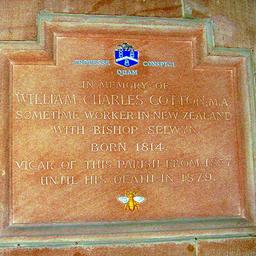 PRODESSE CONSPICI
QUAM
IN MEMORY OF
WILLIAM CHARLES COTTON, M.A.
SOMETIME WORKER IN NEW ZEALAND
WITH BISHOP SELWYN
BORN 1814.
VICAR OF THIS PARISH FROM 1857
UNTIL HIS DEATH IN 1879.